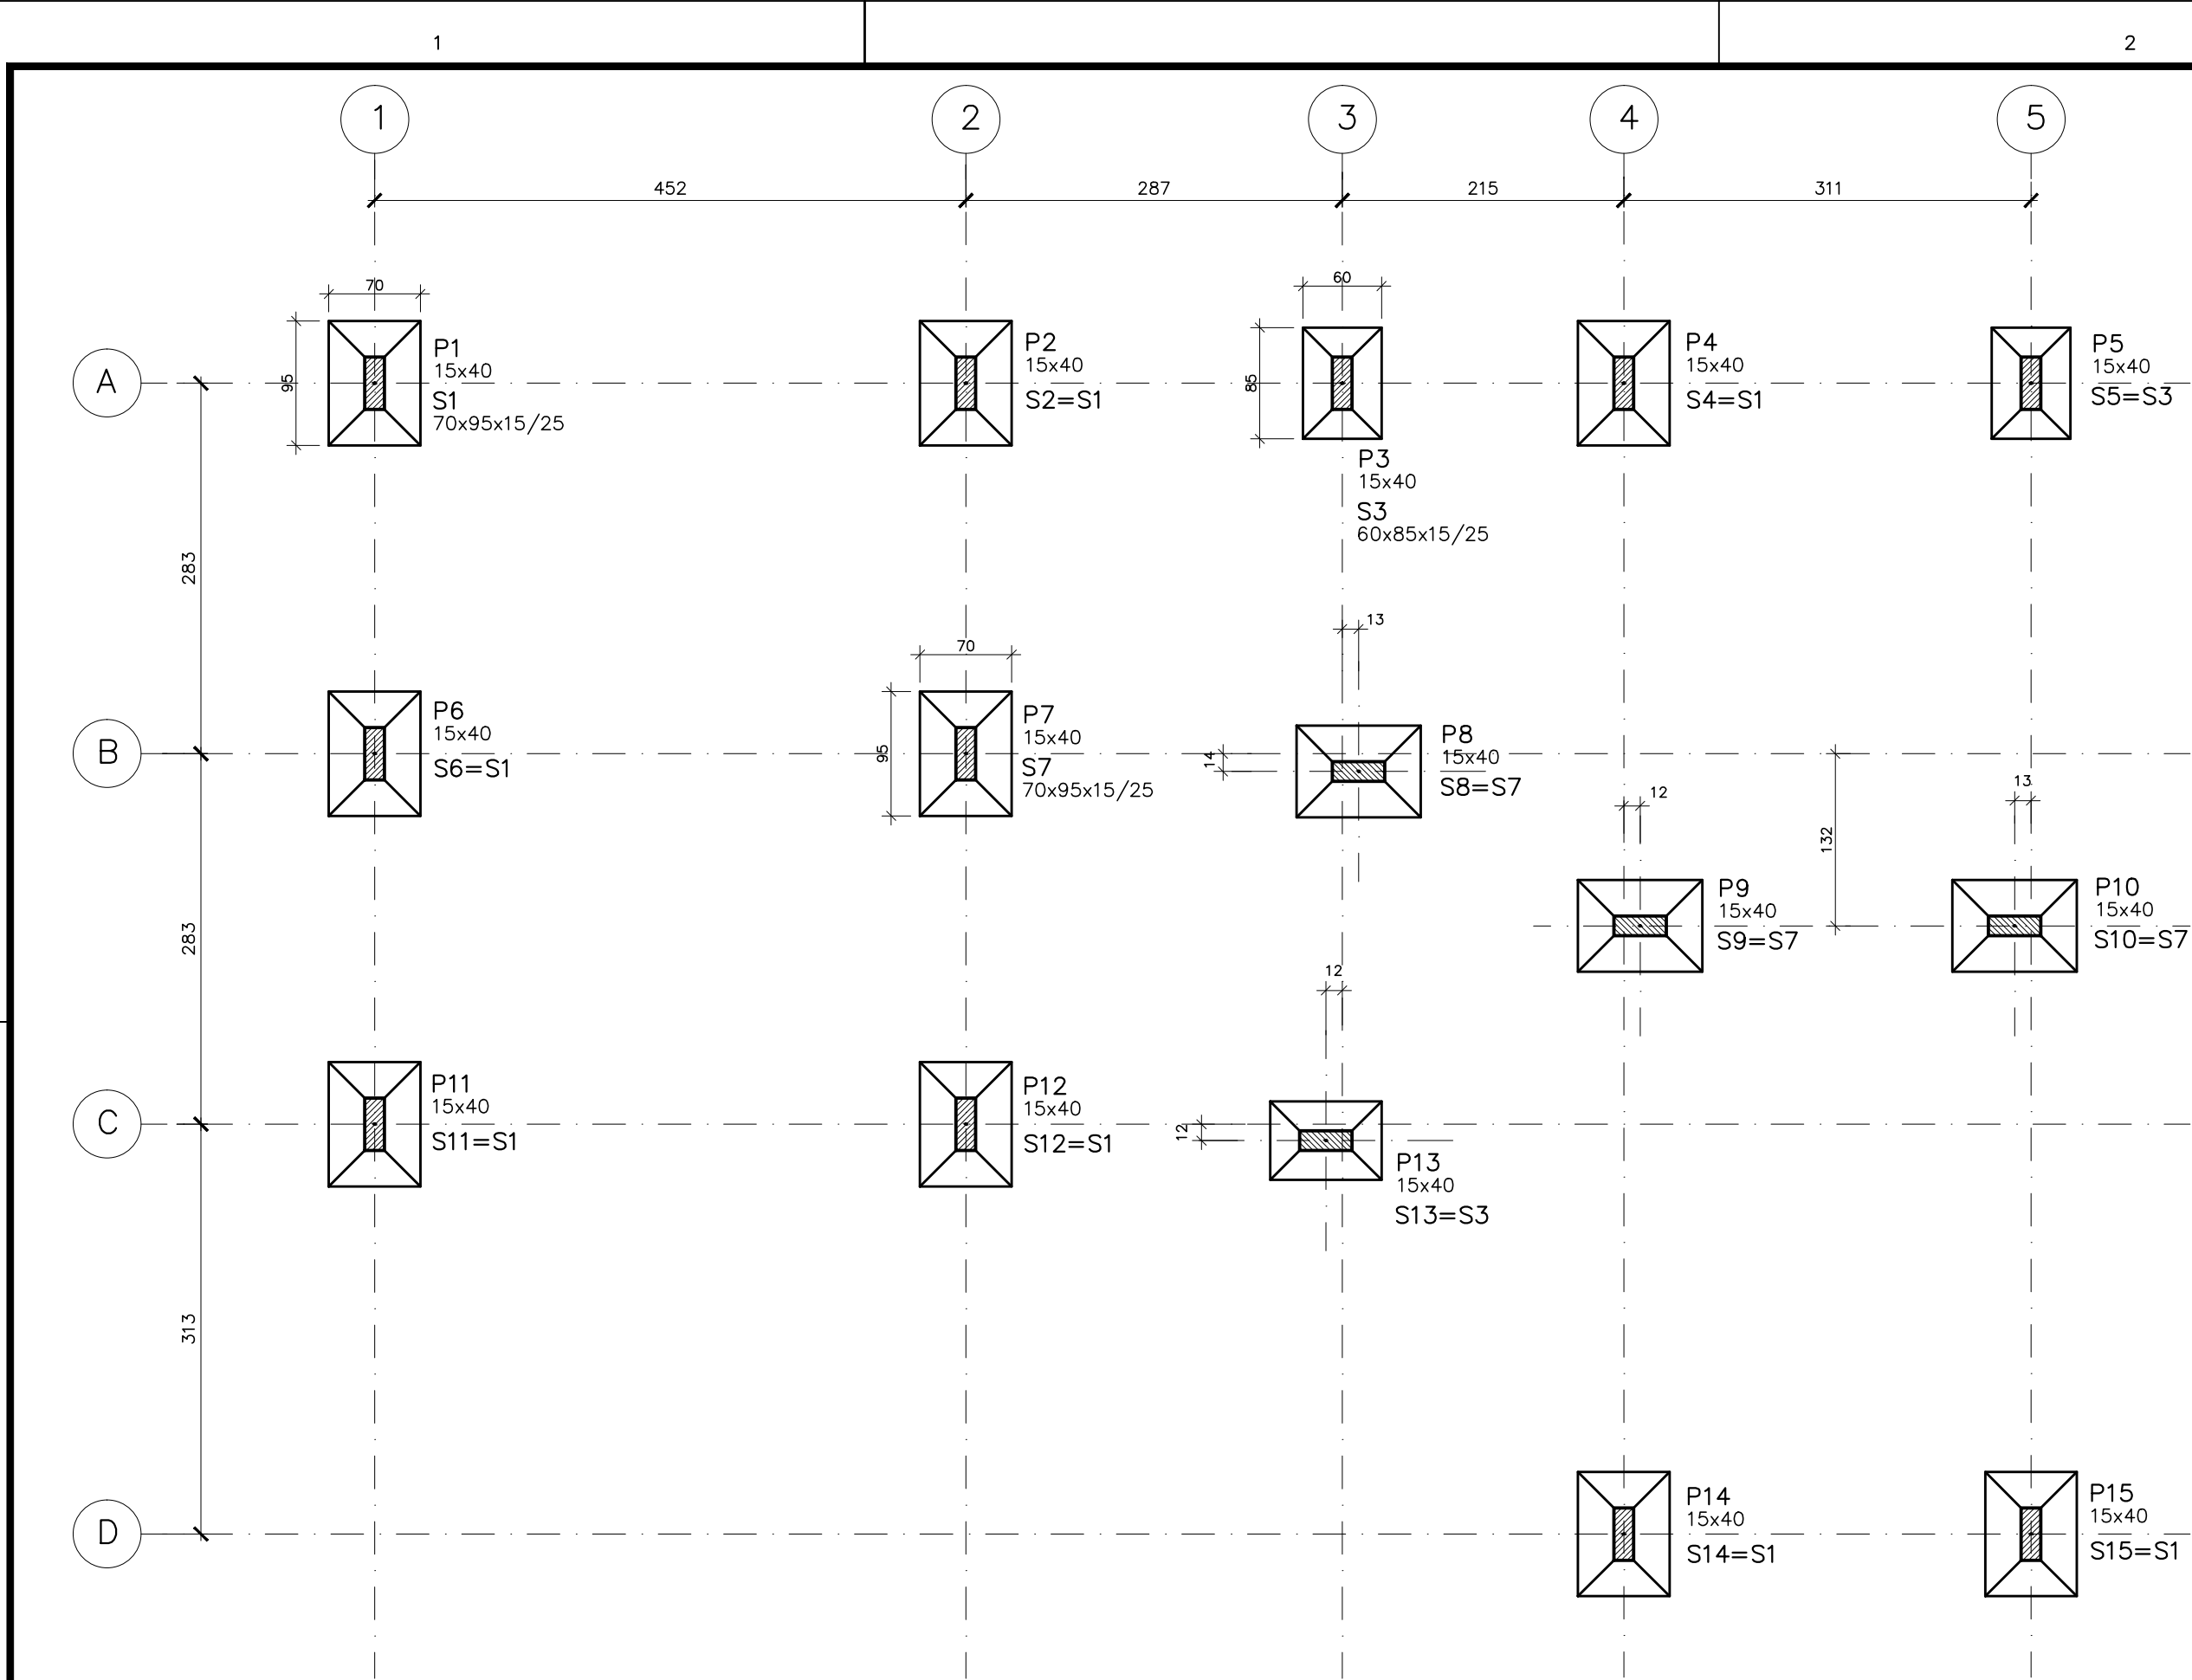 1
2
1
2
3
4
5
452
287
215
311
70
60
A
95
P1
15x40
S1
70x95x15/25
P2
15x40
S2=S1
85
P3
15x40
S3
60x85x15/25
P4
15x40
S4=S1
P5
15x40
S5=S3
283
B
P6
15x40
S6=S1
70
95
P7
15x40
S7
70x95x15/25
13
14
P8
15x40
S8=S7
12
132
13
283
P9
15x40
S9=S7
P10
15x40
S10=S7
C
P11
15x40
S11=S1
P12
15x40
S12=S1
12
12
P13
15x40
S13=S3
313
D
P14
15x40
S14=S1
P15
15x40
S15=S1